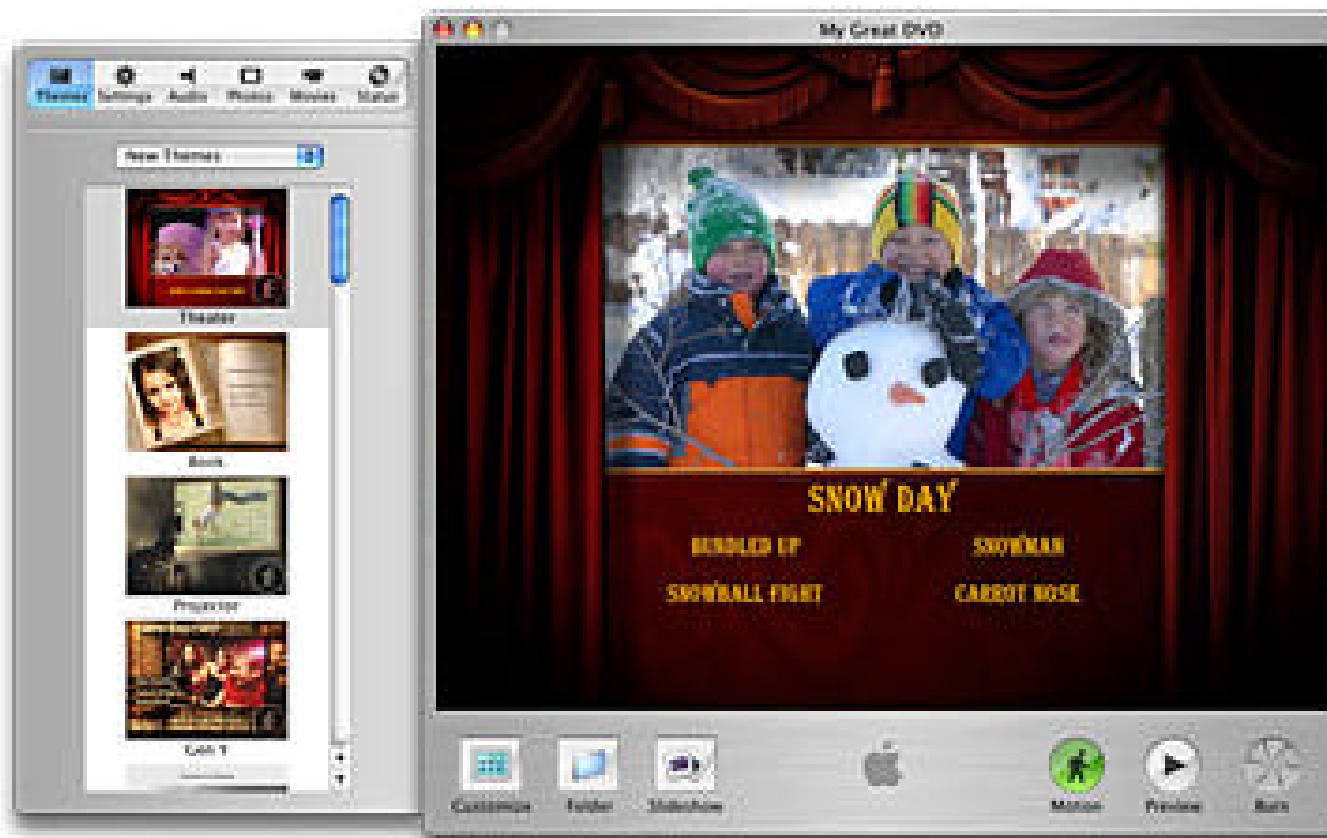 My Great DVD
Themes Settings Audio Photos Movies Status
New Themes
Theater
Book
Projector
Gen Y
SNOW DAY
BUNDLED UP SNOWMAN
SNOWBALL FIGHT CARROT NOSE
Customize Folder Slideshow Motion Preview Burn